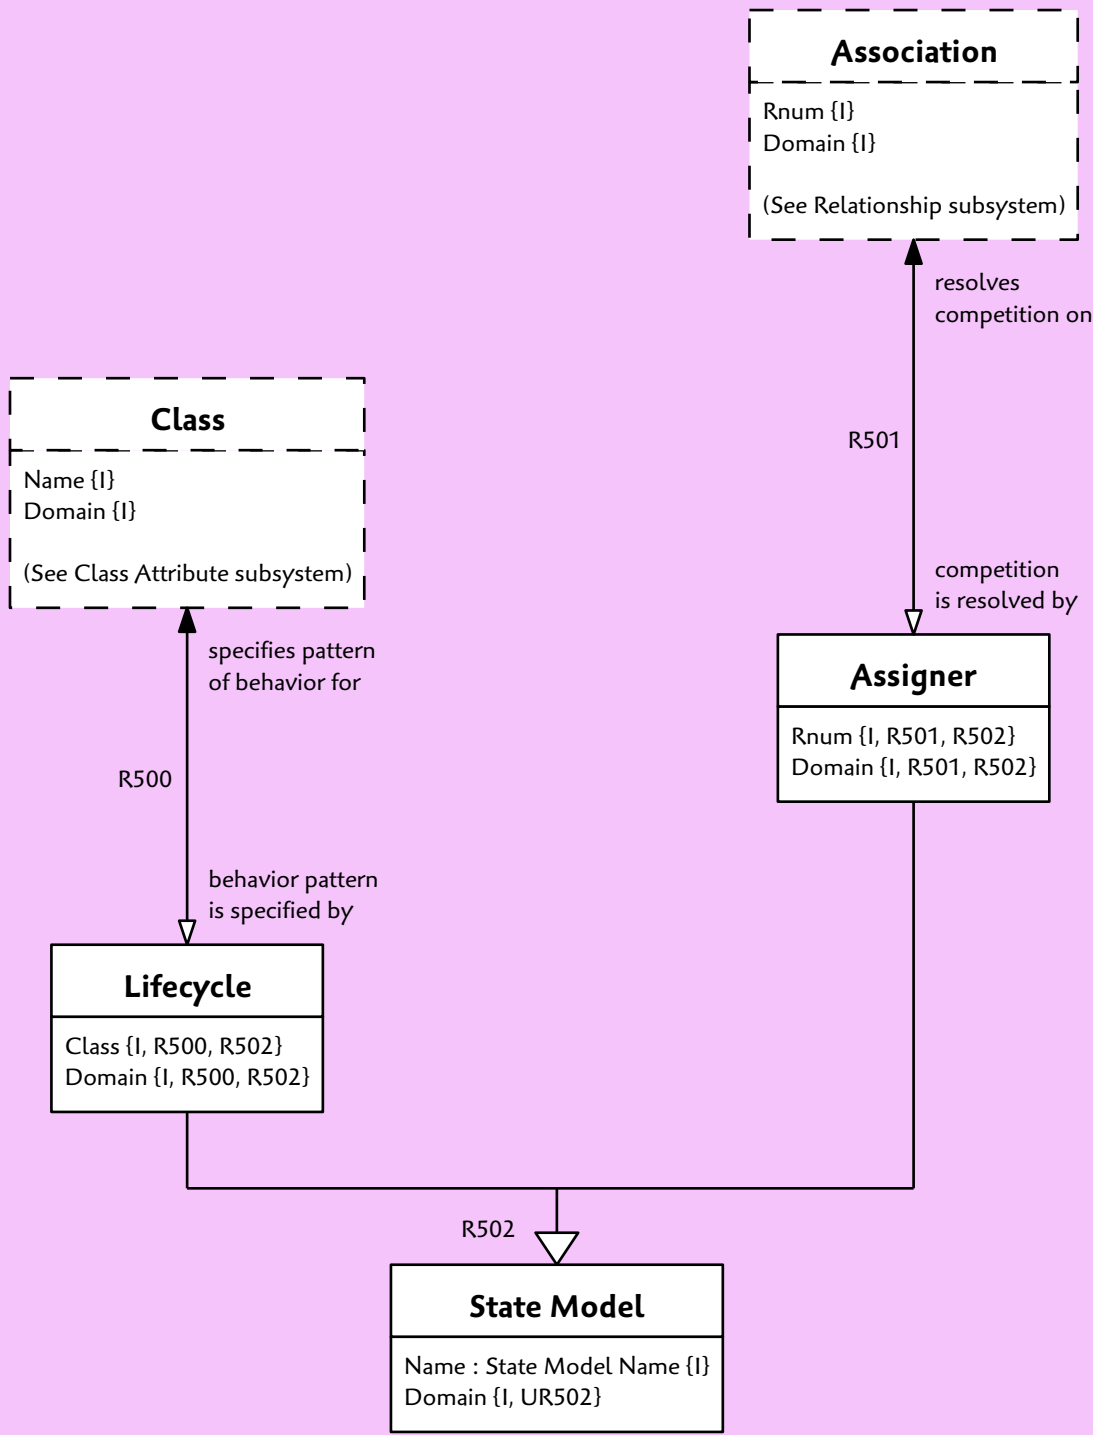 Association
Rnum {I}
Domain {I}
(See Relationship subsystem)
resolves
competition on
R501
competition
is resolved by
Class
Name {I}
Domain {I}
(See Class Attribute subsystem)
specifies pattern
of behavior for
R500
behavior pattern
is specified by
Assigner
Rnum {I, R501, R502}
Domain {I, R501, R502}
Lifecycle
Class {I, R500, R502}
Domain {I, R500, R502}
R502
State Model
Name : State Model Name {I}
Domain {I, UR502}